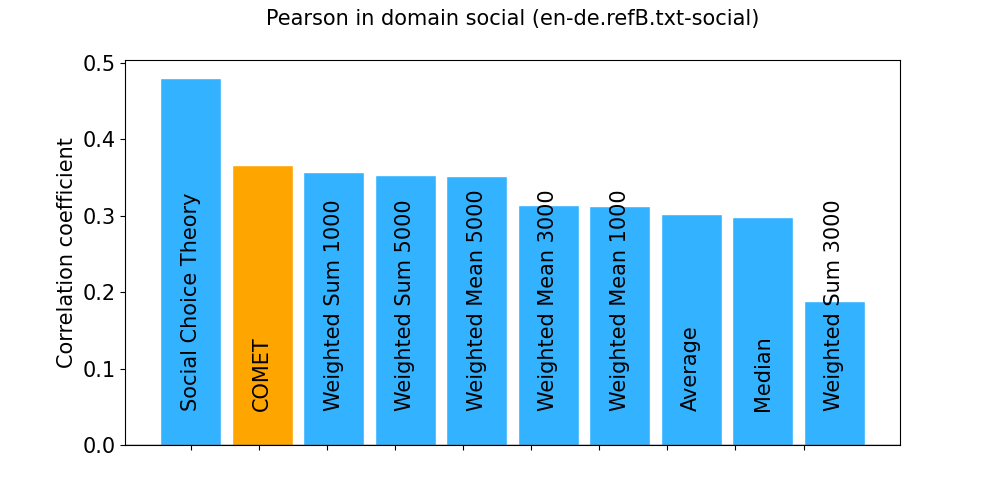 Pearson in domain social (en-de.refB.txt-social)
Correlation coefficient
0.5
0.4
0.3
0.2
0.1
0.0
Social Choice Theory
COMET
Weighted Sum 1000
Weighted Sum 5000
Weighted Mean 5000
Weighted Mean 3000
Weighted Mean 1000
Average
Median
Weighted Sum 3000